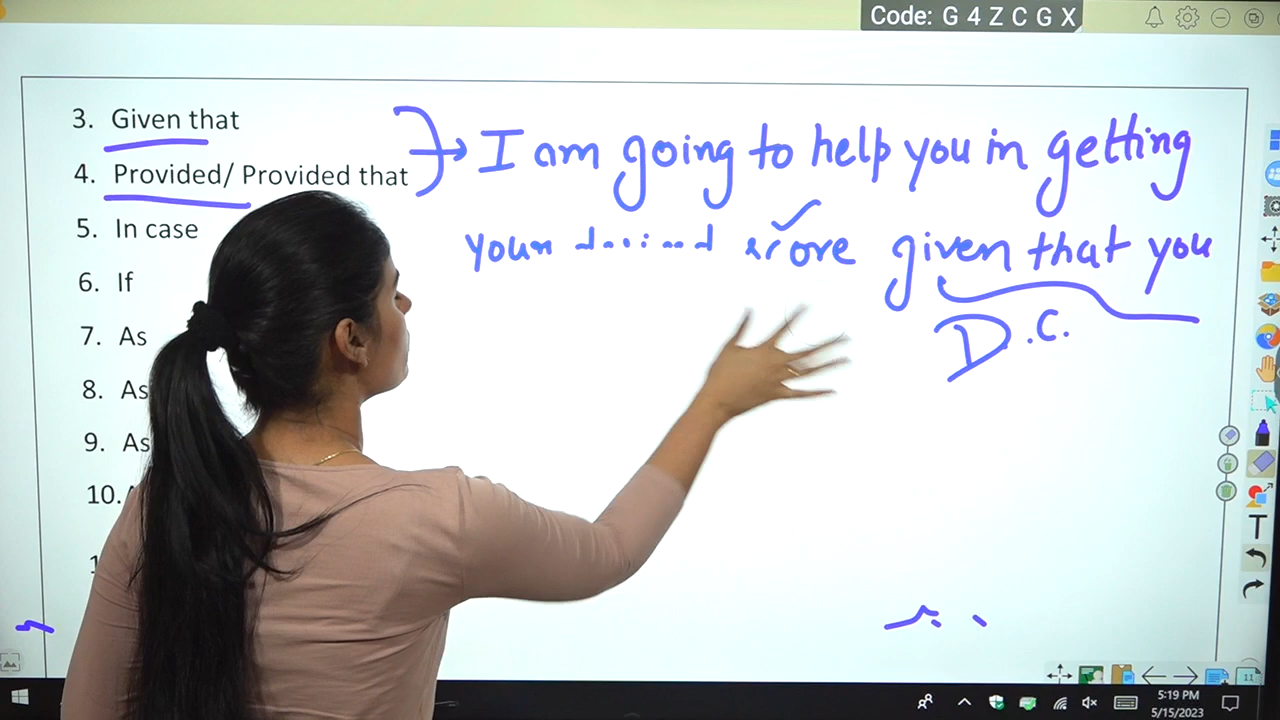 Code: G 4 Z C G X
3. Given that
4. Provided/ Provided that
5. In case
6. If
7. As
8. As
9. As
10.
I am going to help you in getting
your score given that you
D.C.
T
11
5:19 PM
5/15/2023